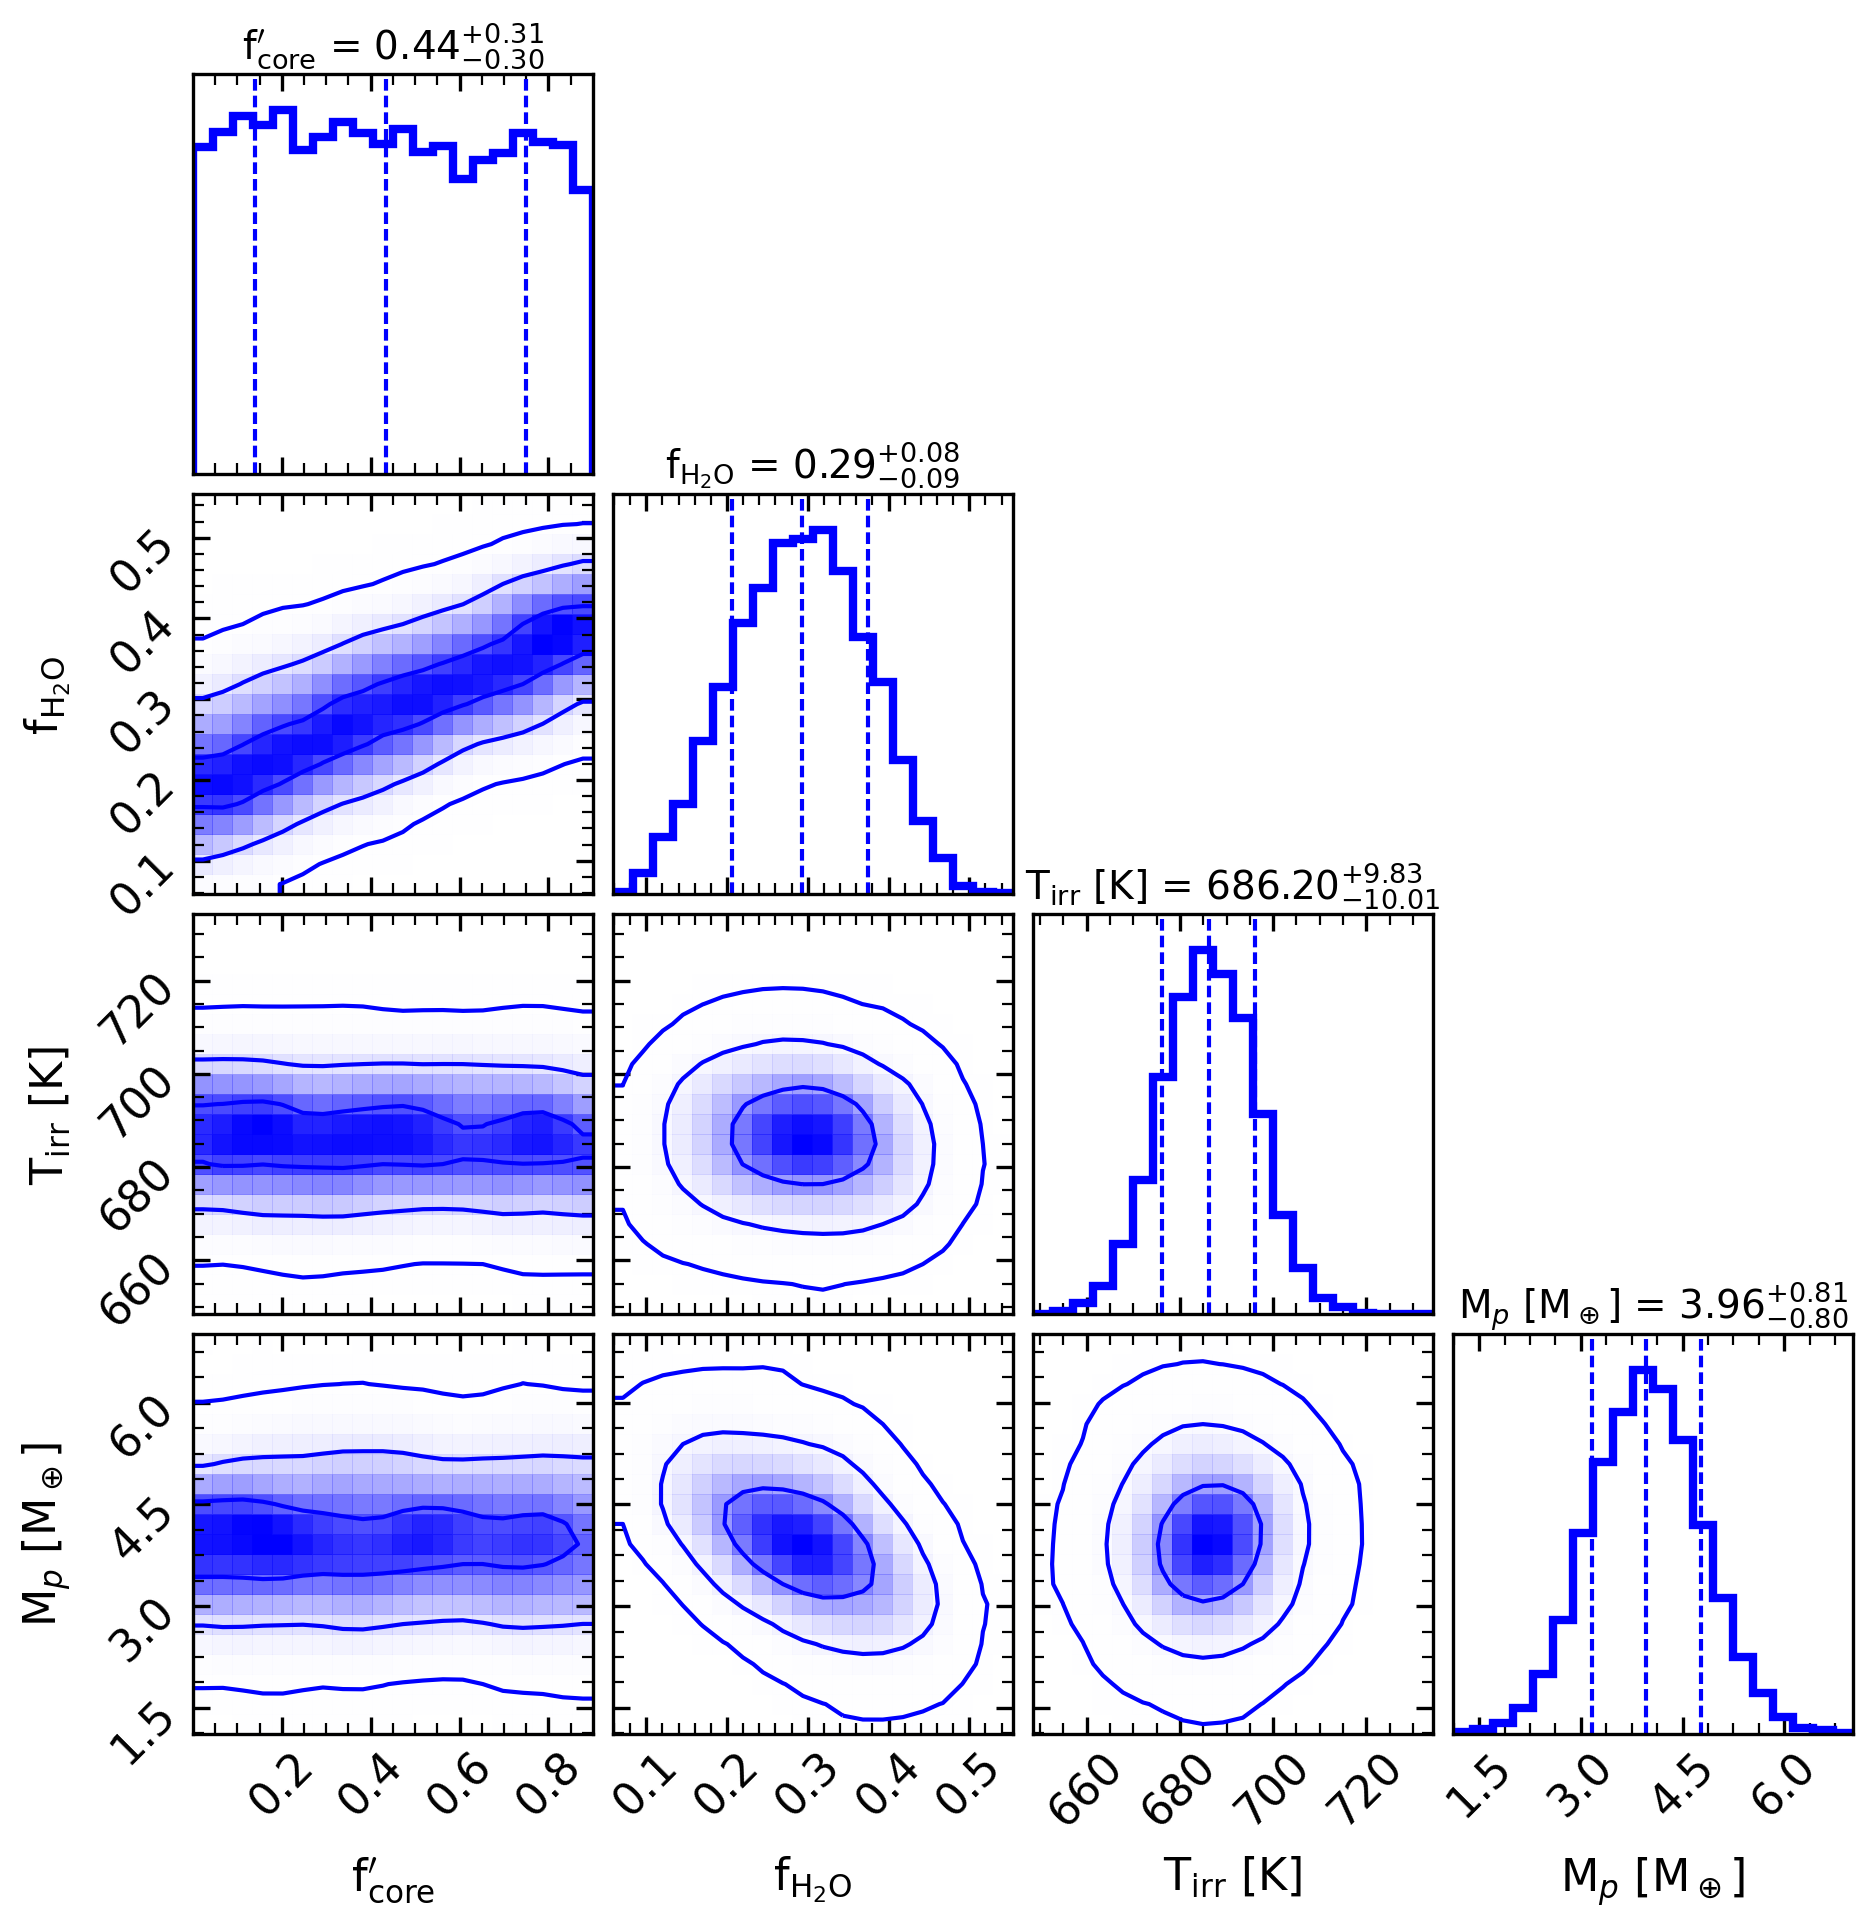 f′core = 0.44 +0.31 −0.30
fH₂O = 0.29 +0.08 −0.09
0.5
0.4
0.3
0.2
0.1
fH₂O
Tirr [K] = 686.20 +9.83 −10.01
720
700
680
660
Tirr [K]
Mp [M⊕] = 3.96 +0.81 −0.80
6.0
4.5
3.0
1.5
Mp [M⊕]
0.2 0.4 0.6 0.8 0.1 0.2 0.3 0.4 0.5 660 680 700 720 1.5 3.0 4.5 6.0
f′core fH₂O Tirr [K] Mp [M⊕]